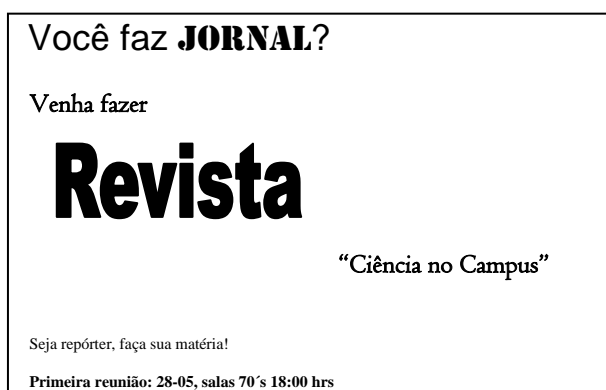 Você faz JORNAL?
Venha fazer
Revista
“Ciência no Campus”
Seja repórter, faça sua matéria!
Primeira reunião: 28-05, salas 70´s 18:00 hrs